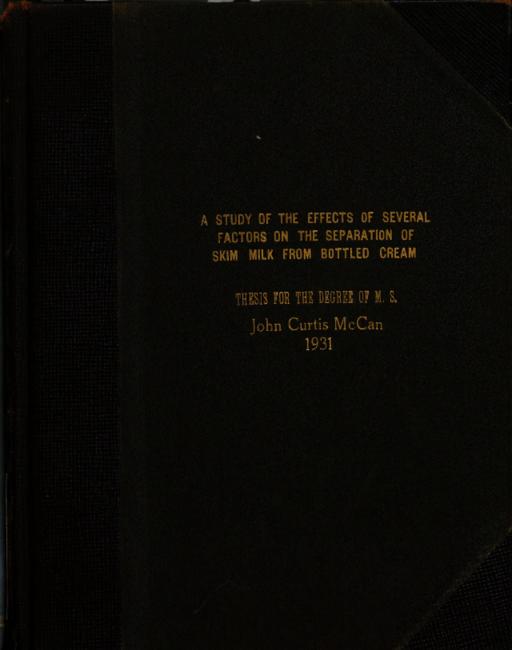 A STUDY OF THE EFFECTS OF SEVERAL
FACTORS ON THE SEPARATION OF
SKIM MILK FROM BOTTLED CREAM
THESIS FOR THE DEGREE OF M. S.
John Curtis McCan
1931